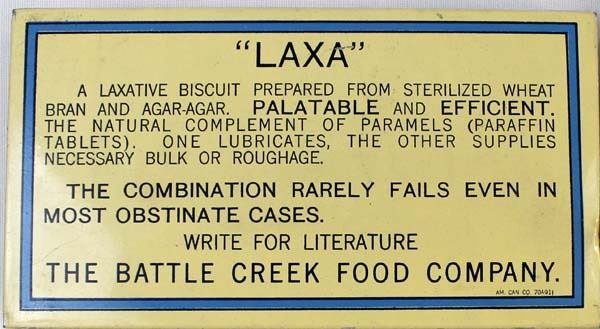 "LAXA"
A LAXATIVE BISCUIT PREPARED FROM STERILIZED WHEAT
BRAN AND AGAR-AGAR. PALATABLE AND EFFICIENT.
THE NATURAL COMPLEMENT OF PARAMELS (PARAFFIN
TABLETS). ONE LUBRICATES, THE OTHER SUPPLIES
NECESSARY BULK OR ROUGHAGE.
THE COMBINATION RARELY FAILS EVEN IN
MOST OBSTINATE CASES.
WRITE FOR LITERATURE
THE BATTLE CREEK FOOD COMPANY.
AM. CAN CO.